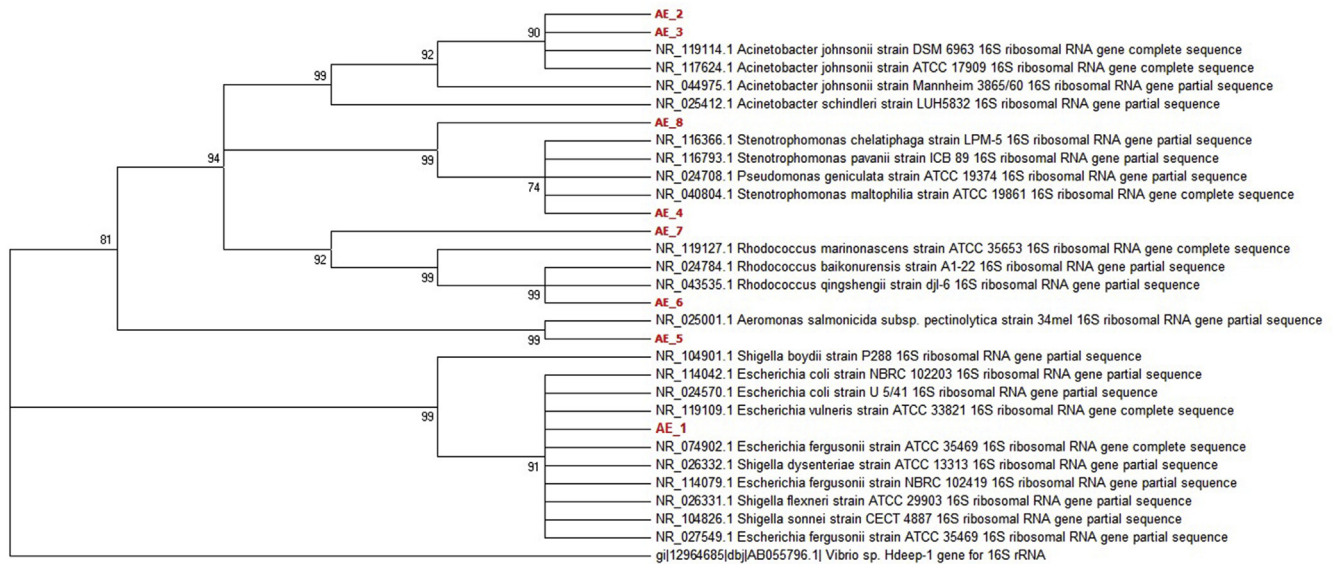 AE_2
90
AE_3
NR_119114.1 Acinetobacter johnsonii strain DSM 6963 16S ribosomal RNA gene complete sequence
92
NR_117624.1 Acinetobacter johnsonii strain ATCC 17909 16S ribosomal RNA gene complete sequence
99
NR_044975.1 Acinetobacter johnsonii strain Mannheim 3865/60 16S ribosomal RNA gene partial sequence
NR_025412.1 Acinetobacter schindleri strain LUH5832 16S ribosomal RNA gene partial sequence
AE_8
NR_116366.1 Stenotrophomonas chelatiphaga strain LPM-5 16S ribosomal RNA gene partial sequence
94
99
NR_116793.1 Stenotrophomonas pavanii strain ICB 89 16S ribosomal RNA gene partial sequence
NR_024708.1 Pseudomonas geniculata strain ATCC 19374 16S ribosomal RNA gene partial sequence
74
NR_040804.1 Stenotrophomonas maltophilia strain ATCC 19861 16S ribosomal RNA gene complete sequence
AE_4
AE_7
81
NR_119127.1 Rhodococcus marinonascens strain ATCC 35653 16S ribosomal RNA gene complete sequence
92
NR_024784.1 Rhodococcus baikonurensis strain A1-22 16S ribosomal RNA gene partial sequence
99
NR_043535.1 Rhodococcus qingshengii strain djl-6 16S ribosomal RNA gene partial sequence
99
AE_6
NR_025001.1 Aeromonas salmonicida subsp. pectinolytica strain 34mel 16S ribosomal RNA gene partial sequence
99
AE_5
NR_104901.1 Shigella boydii strain P288 16S ribosomal RNA gene partial sequence
NR_114042.1 Escherichia coli strain NBRC 102203 16S ribosomal RNA gene partial sequence
NR_024570.1 Escherichia coli strain U 5/41 16S ribosomal RNA gene partial sequence
99
NR_119109.1 Escherichia vulneris strain ATCC 33821 16S ribosomal RNA gene complete sequence
AE_1
NR_074902.1 Escherichia fergusonii strain ATCC 35469 16S ribosomal RNA gene complete sequence
91
NR_026332.1 Shigella dysenteriae strain ATCC 13313 16S ribosomal RNA gene partial sequence
NR_114079.1 Escherichia fergusonii strain NBRC 102419 16S ribosomal RNA gene partial sequence
NR_026331.1 Shigella flexneri strain ATCC 29903 16S ribosomal RNA gene partial sequence
NR_104826.1 Shigella sonnei strain CECT 4887 16S ribosomal RNA gene partial sequence
NR_027549.1 Escherichia fergusonii strain ATCC 35469 16S ribosomal RNA gene partial sequence
gi|12964685|dbj|AB055796.1| Vibrio sp. Hdeep-1 gene for 16S rRNA